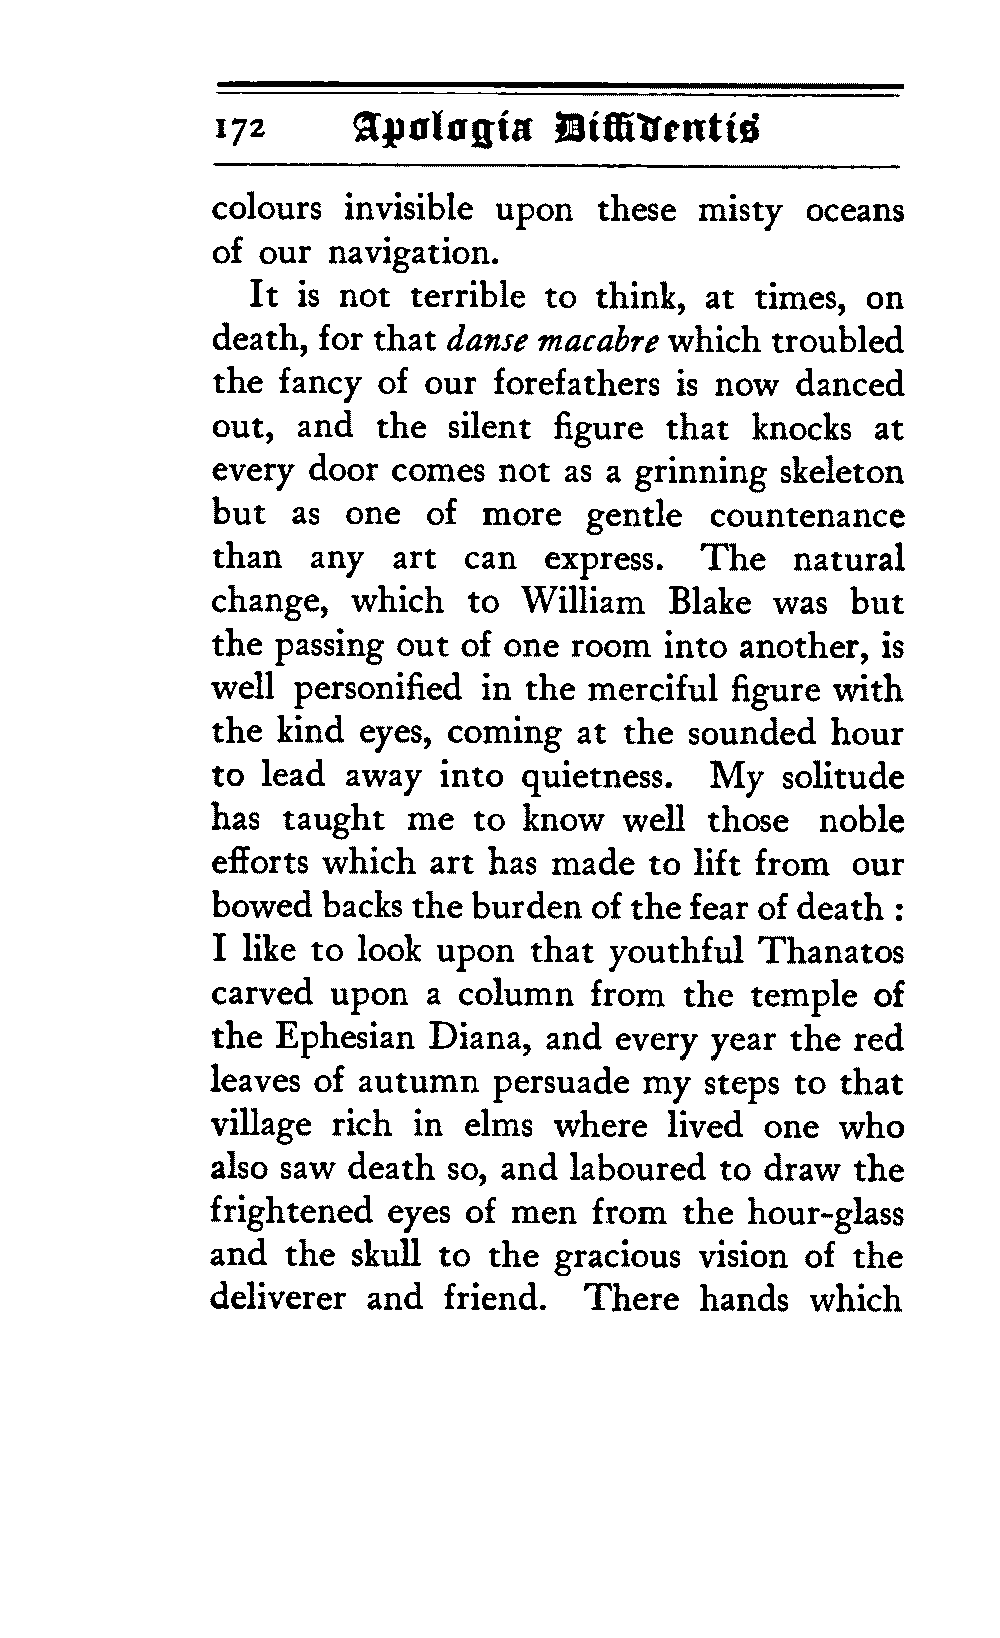 172 Apologia Diffidentis
colours invisible upon these misty oceans
of our navigation.
It is not terrible to think, at times, on
death, for that danse macabre which troubled
the fancy of our forefathers is now danced
out, and the silent figure that knocks at
every door comes not as a grinning skeleton
but as one of more gentle countenance
than any art can express. The natural
change, which to William Blake was but
the passing out of one room into another, is
well personified in the merciful figure with
the kind eyes, coming at the sounded hour
to lead away into quietness. My solitude
has taught me to know well those noble
efforts which art has made to lift from our
bowed backs the burden of the fear of death :
I like to look upon that youthful Thanatos
carved upon a column from the temple of
the Ephesian Diana, and every year the red
leaves of autumn persuade my steps to that
village rich in elms where lived one who
also saw death so, and laboured to draw the
frightened eyes of men from the hour-glass
and the skull to the gracious vision of the
deliverer and friend. There hands which